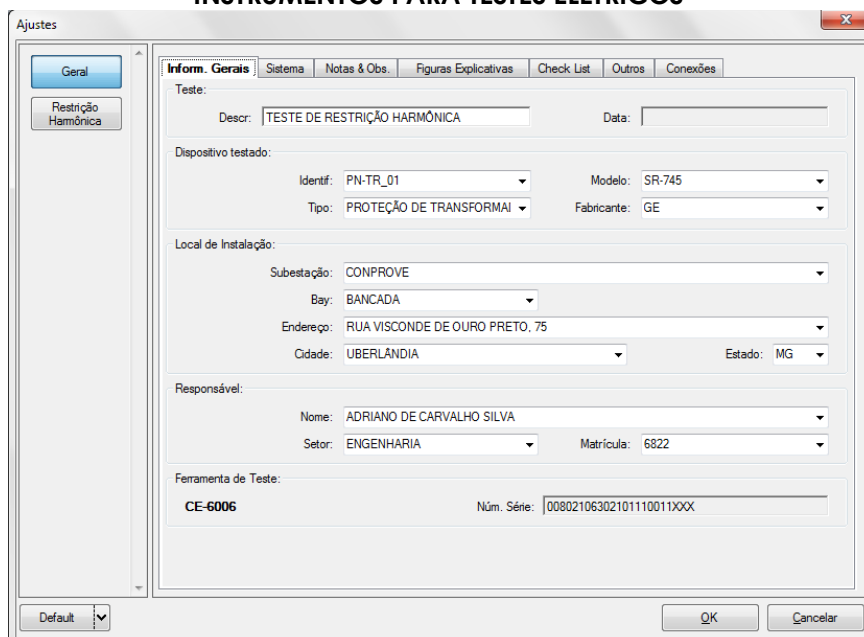 INSTRUMENTOS PARA TESTES ELÉTRICOS
Ajustes
Geral
Restrição
Harmônica
Inform. Gerais Sistema Notas & Obs. Figuras Explicativas Check List Outros Conexões
Teste:
Descr: TESTE DE RESTRIÇÃO HARMÔNICA Data:
Dispositivo testado:
Identif: PN-TR_01 Modelo: SR-745
Tipo: PROTEÇÃO DE TRANSFORMAI Fabricante: GE
Local de Instalação:
Subestação: CONPROVE
Bay: BANCADA
Endereço: RUA VISCONDE DE OURO PRETO, 75
Cidade: UBERLÂNDIA Estado: MG
Responsável:
Nome: ADRIANO DE CARVALHO SILVA
Setor: ENGENHARIA Matrícula: 6822
Ferramenta de Teste:
CE-6006 Núm. Série: 00802106302101110011XXX
Default OK Cancelar